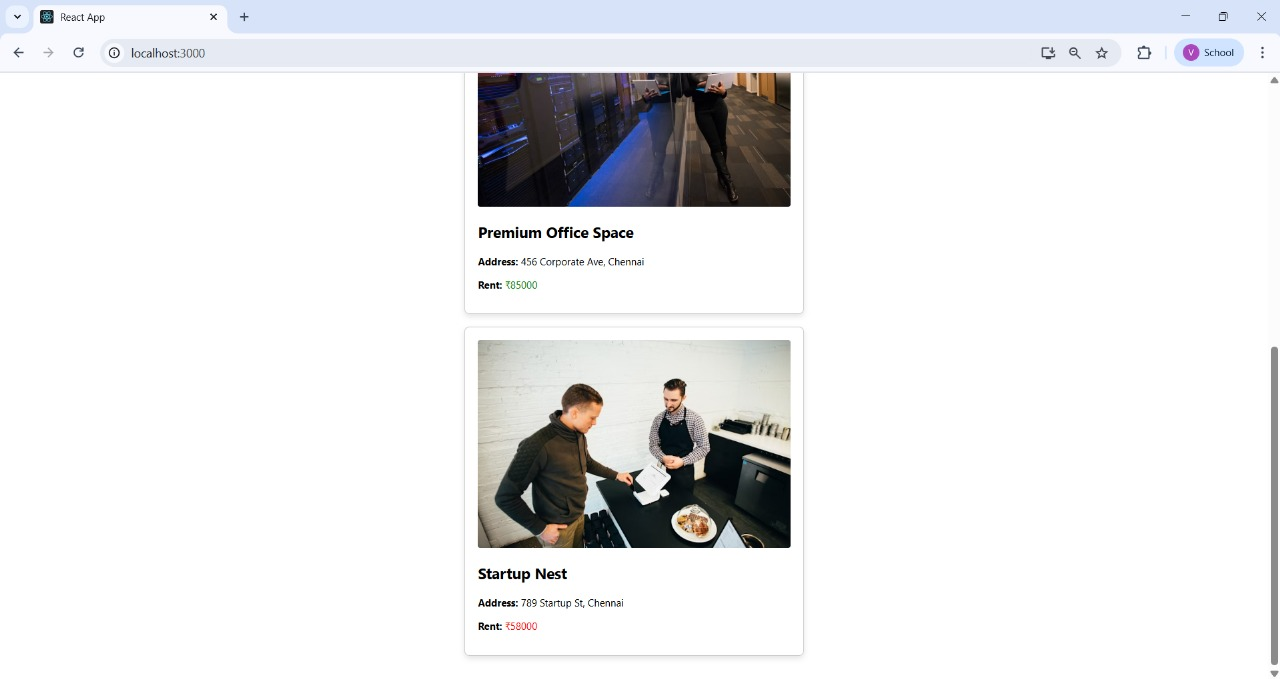 React App
localhost:3000
V School
Premium Office Space
Address: 456 Corporate Ave, Chennai
Rent: ₹85000
Startup Nest
Address: 789 Startup St, Chennai
Rent: ₹58000